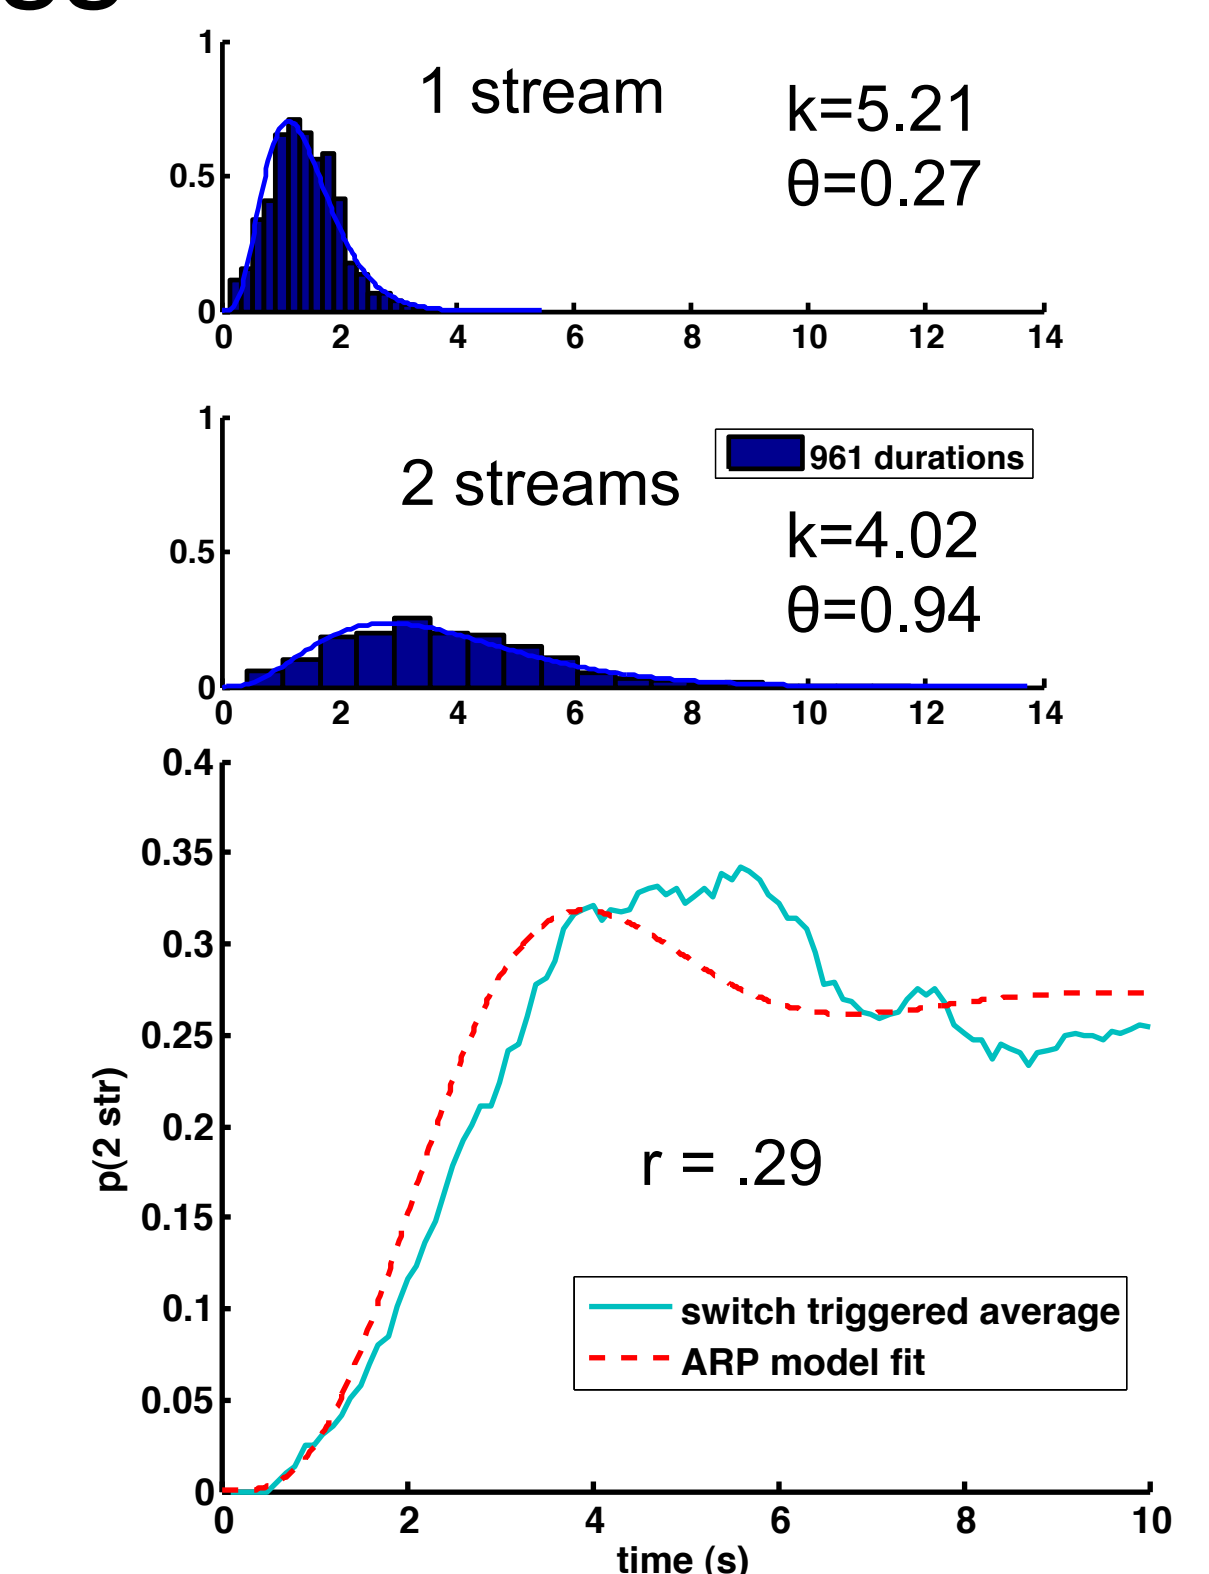 1
1 stream
k=5.21
θ=0.27
0.5
0
0 2 4 6 8 10 12 14
1
961 durations
2 streams
k=4.02
θ=0.94
0.5
0
0 2 4 6 8 10 12 14
0.4
0.35
0.3
0.25
0.2
0.15
0.1
0.05
0
p(2 str)
r = .29
switch triggered average
ARP model fit
0 2 4 6 8 10
time (s)